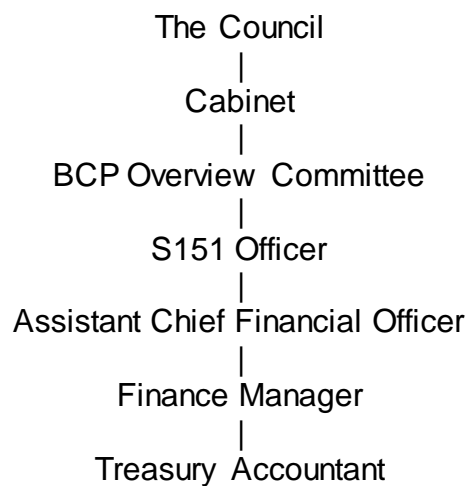 The Council
|
Cabinet
|
BCP Overview Committee
|
S151 Officer
|
Assistant Chief Financial Officer
|
Finance Manager
|
Treasury Accountant